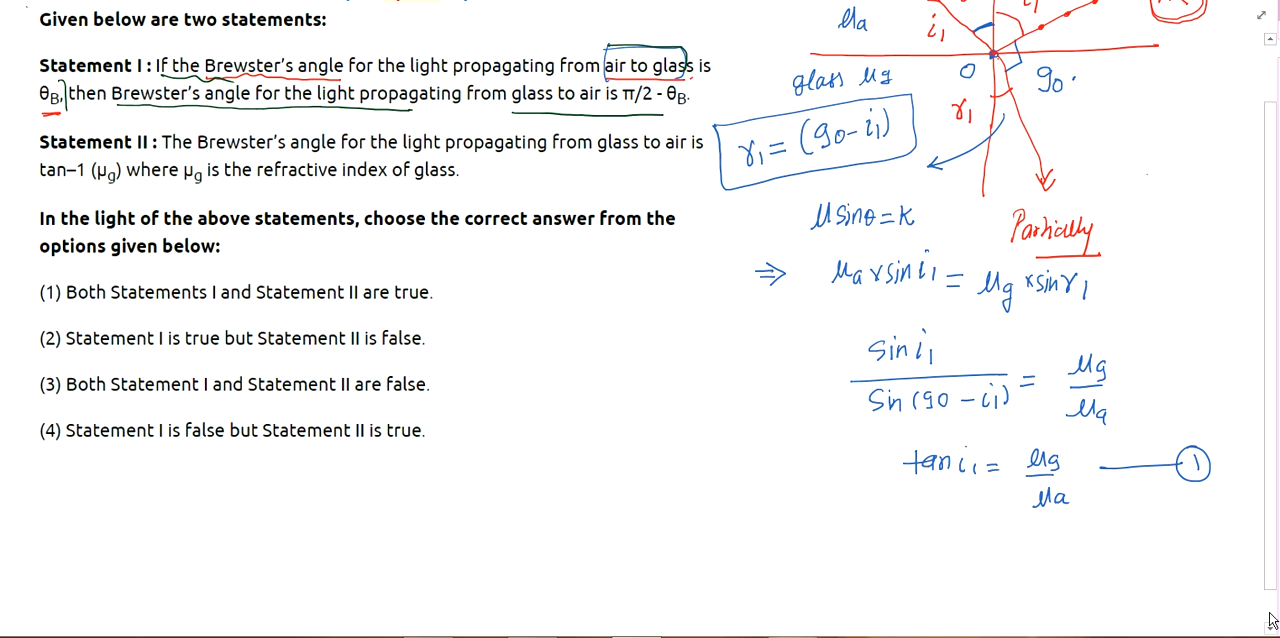 Given below are two statements:
Statement I : If the Brewster's angle for the light propagating from air to glass is
θB, then Brewster's angle for the light propagating from glass to air is π/2 - θB.
Statement II : The Brewster's angle for the light propagating from glass to air is
tan–1 (μg) where μg is the refractive index of glass.
In the light of the above statements, choose the correct answer from the
options given below:
(1) Both Statements I and Statement II are true.
(2) Statement I is true but Statement II is false.
(3) Both Statement I and Statement II are false.
(4) Statement I is false but Statement II is true.
μa
i1
glass μg
O
90°
r1
r1 = (90 - i1)
μ sinθ = K
Partially
⇒ μa × sin i1 = μg × sin r1
sin i1 / sin (90 - i1) = μg / μa
tan i1 = μg / μa
1